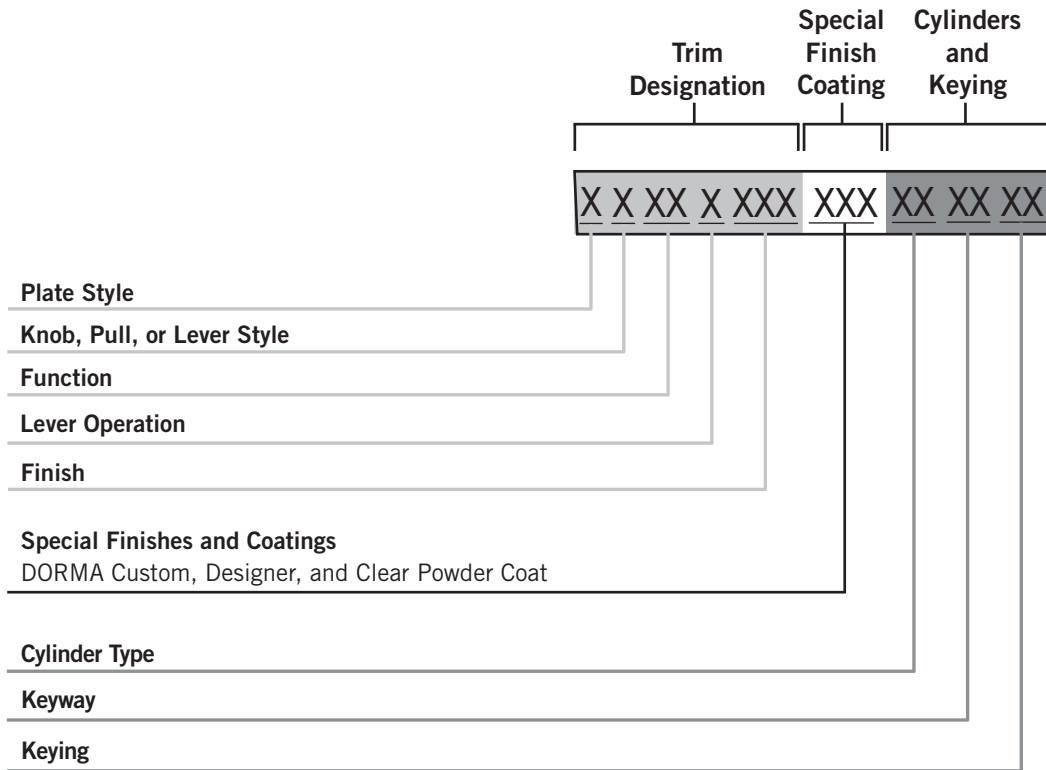 Trim
Designation
Special
Finish
Coating
Cylinders
and
Keying
X X XX X XXX XXX XX XX XX
Plate Style
Knob, Pull, or Lever Style
Function
Lever Operation
Finish
Special Finishes and Coatings
DORMA Custom, Designer, and Clear Powder Coat
Cylinder Type
Keyway
Keying